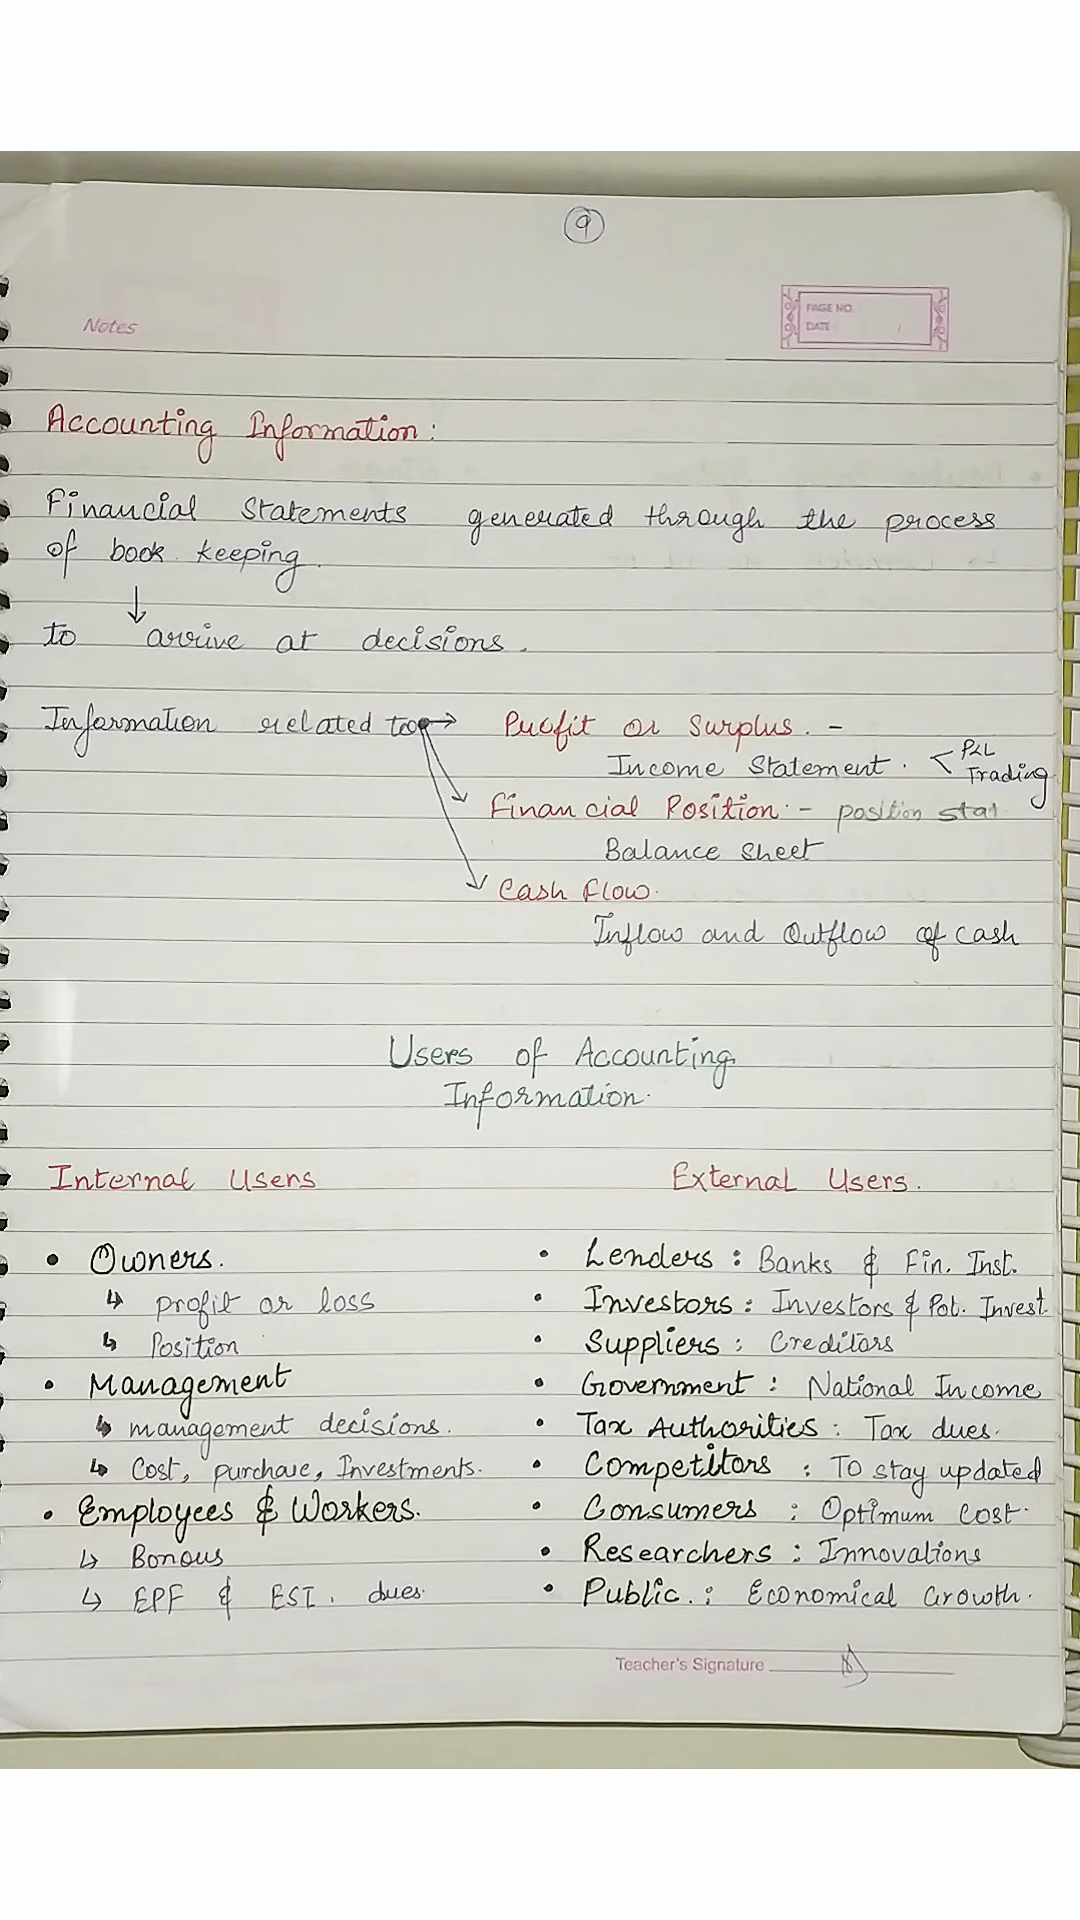 9
Notes
PAGE NO.
DATE:
Accounting Information:
Financial Statements generated through the process
of book keeping.
↓
to arrive at decisions.
Information related to → Profit or Surplus. -
Income Statement. < P&L
Trading
Financial Position. - position stat
Balance Sheet
Cash Flow.
Inflow and Outflow of cash
Users of Accounting
Information.
Internal Users External Users.
• Owners. • Lenders : Banks & Fin. Inst.
↳ profit or loss • Investors : Investors & Pot. Invest
↳ Position • Suppliers : Creditors
• Management • Government : National Income
↳ management decisions. • Tax Authorities : Tax dues.
↳ Cost, purchase, Investments. • Competitors : To stay updated
• Employees & Workers. • Consumers : Optimum Cost.
↳ Bonous • Researchers : Innovations
↳ EPF & ESI. dues. • Public. : Economical Growth.
Teacher's Signature